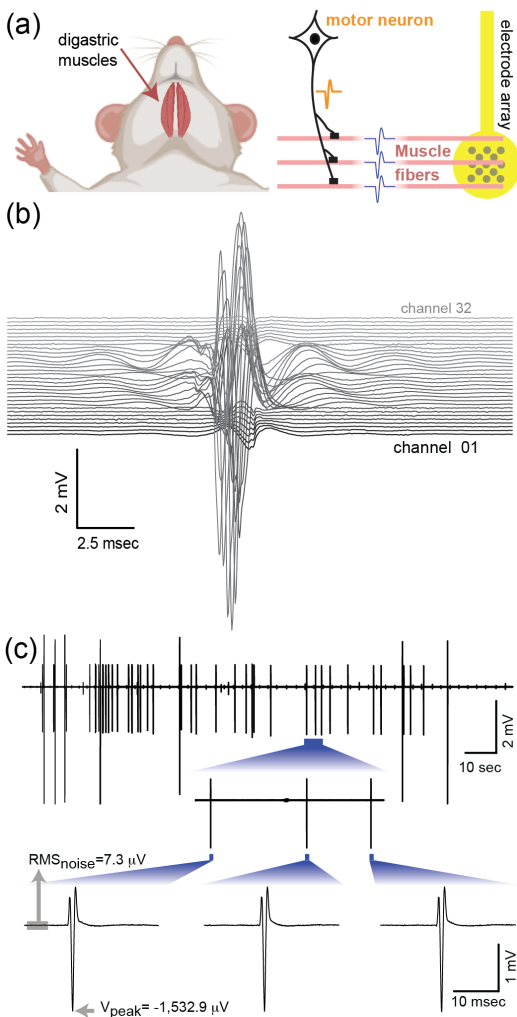 (a)
digastric
muscles
motor neuron
Muscle
fibers
electrode array
(b)
channel 32
channel 01
2 mV
2.5 msec
(c)
2 mV
10 sec
RMSnoise=7.3 μV
Vpeak= -1,532.9 μV
1 mV
10 msec